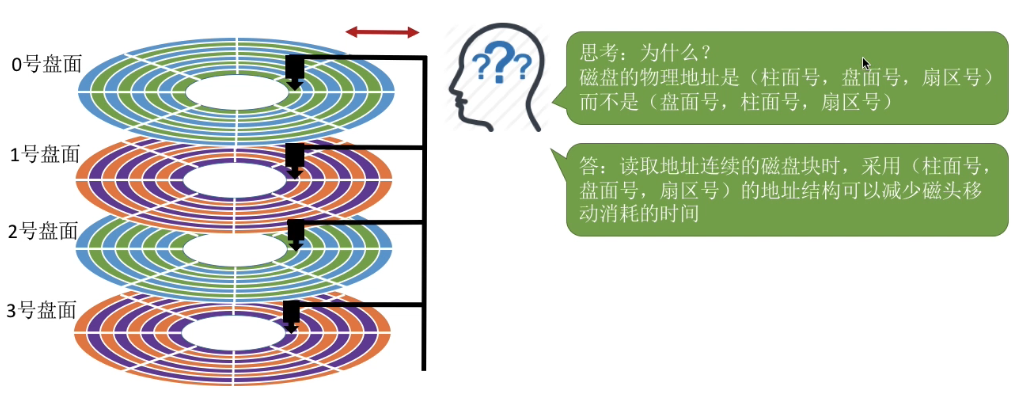 0号盘面
1号盘面
2号盘面
3号盘面
???
思考：为什么？
磁盘的物理地址是（柱面号，盘面号，扇区号）
而不是（盘面号，柱面号，扇区号）
答：读取地址连续的磁盘块时，采用（柱面号，
盘面号，扇区号）的地址结构可以减少磁头移
动消耗的时间